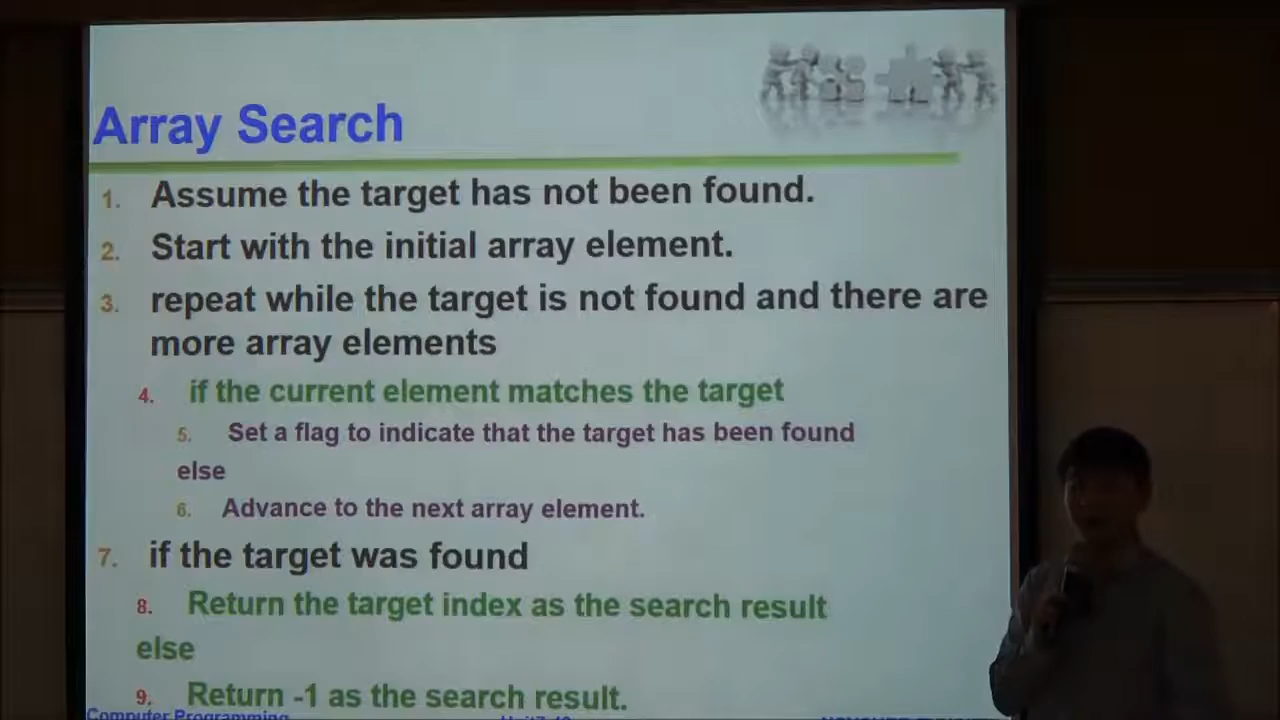 Array Search
1. Assume the target has not been found.
2. Start with the initial array element.
3. repeat while the target is not found and there are
more array elements
4. if the current element matches the target
5. Set a flag to indicate that the target has been found
else
6. Advance to the next array element.
7. if the target was found
8. Return the target index as the search result
else
9. Return -1 as the search result.
Computer Programming